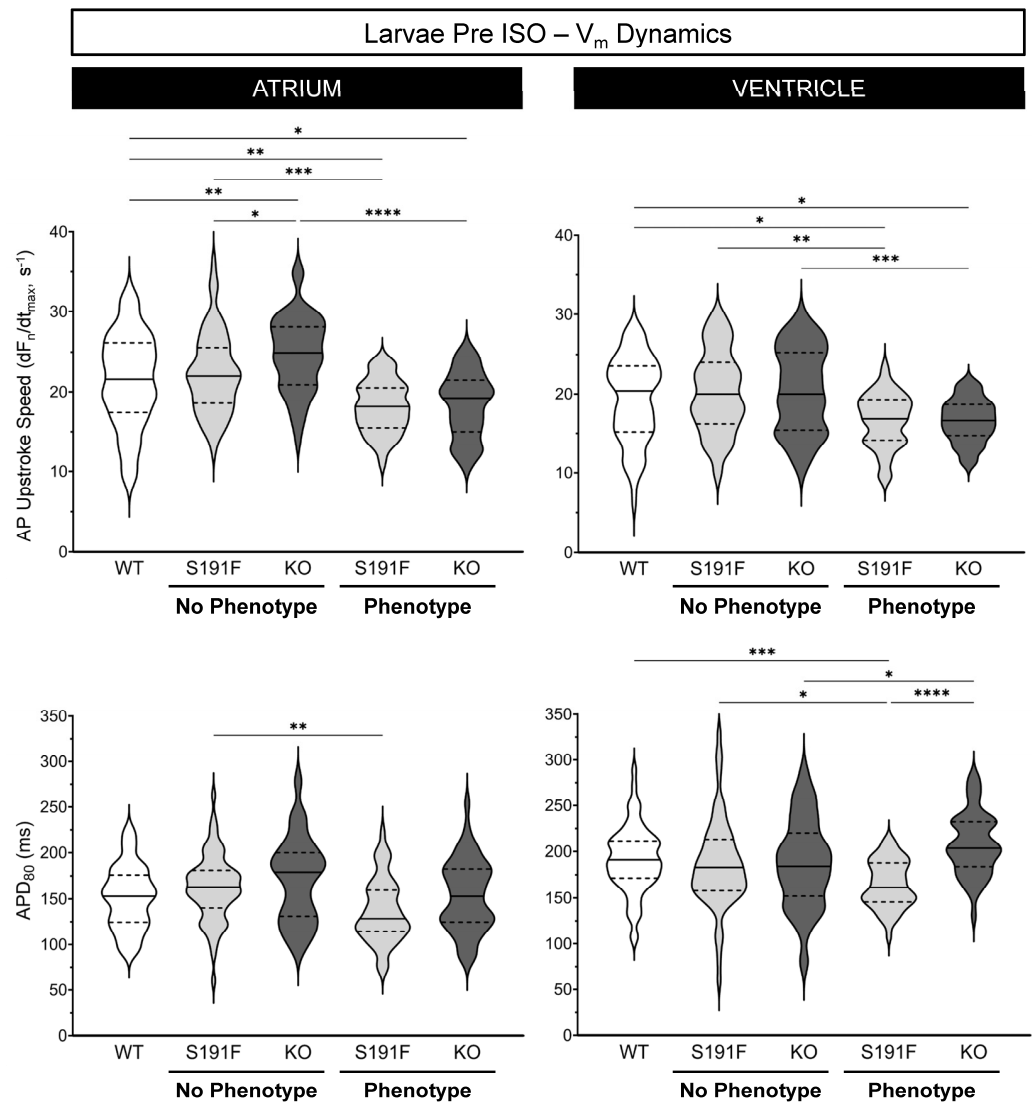 Larvae Pre ISO – Vm Dynamics
ATRIUM
VENTRICLE
AP Upstroke Speed (dFn/dtmax, s-1)
*
**
***
**
*
****
40
30
20
10
0
WT
S191F
KO
S191F
KO
No Phenotype
Phenotype
*
*
**
***
40
30
20
10
0
WT
S191F
KO
S191F
KO
No Phenotype
Phenotype
APD80 (ms)
**
350
300
250
200
150
100
50
0
WT
S191F
KO
S191F
KO
No Phenotype
Phenotype
***
*
*
****
350
300
250
200
150
100
50
0
WT
S191F
KO
S191F
KO
No Phenotype
Phenotype